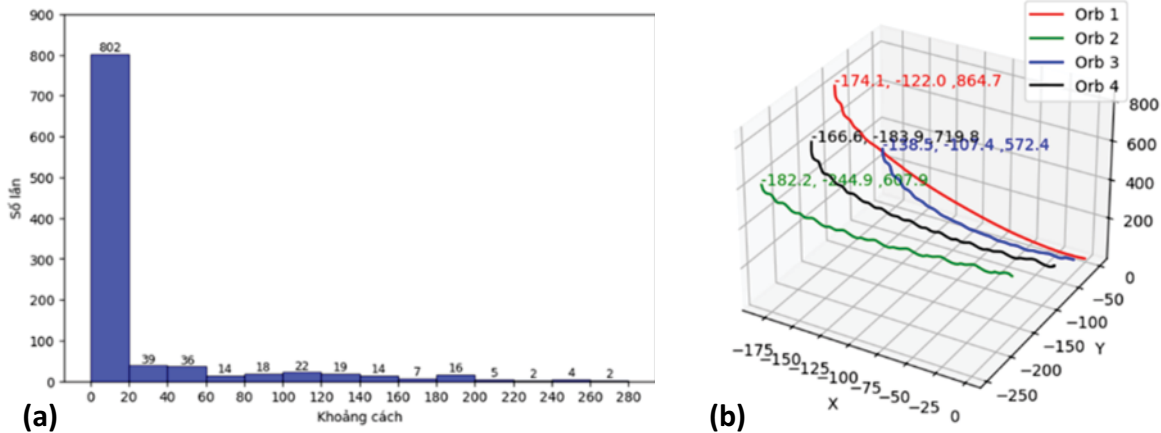 900
800
700
600
500
400
300
200
100
0
Số lần
802
39
36
14
18
22
19
14
7
16
5
2
4
2
0 20 40 60 80 100 120 140 160 180 200 220 240 260 280
Khoảng cách
(a)
Orb 1
Orb 2
Orb 3
Orb 4
-174.1, -122.0 ,864.7
-166.6, -183.9, 719.8
-138.5, -107.4 ,572.4
-182.2, -244.9 ,607.9
800
600
400
200
0
−50
−100
−150
−200
−250
Y
−175
−150
−125
−100
−75
−50
−25
0
X
(b)